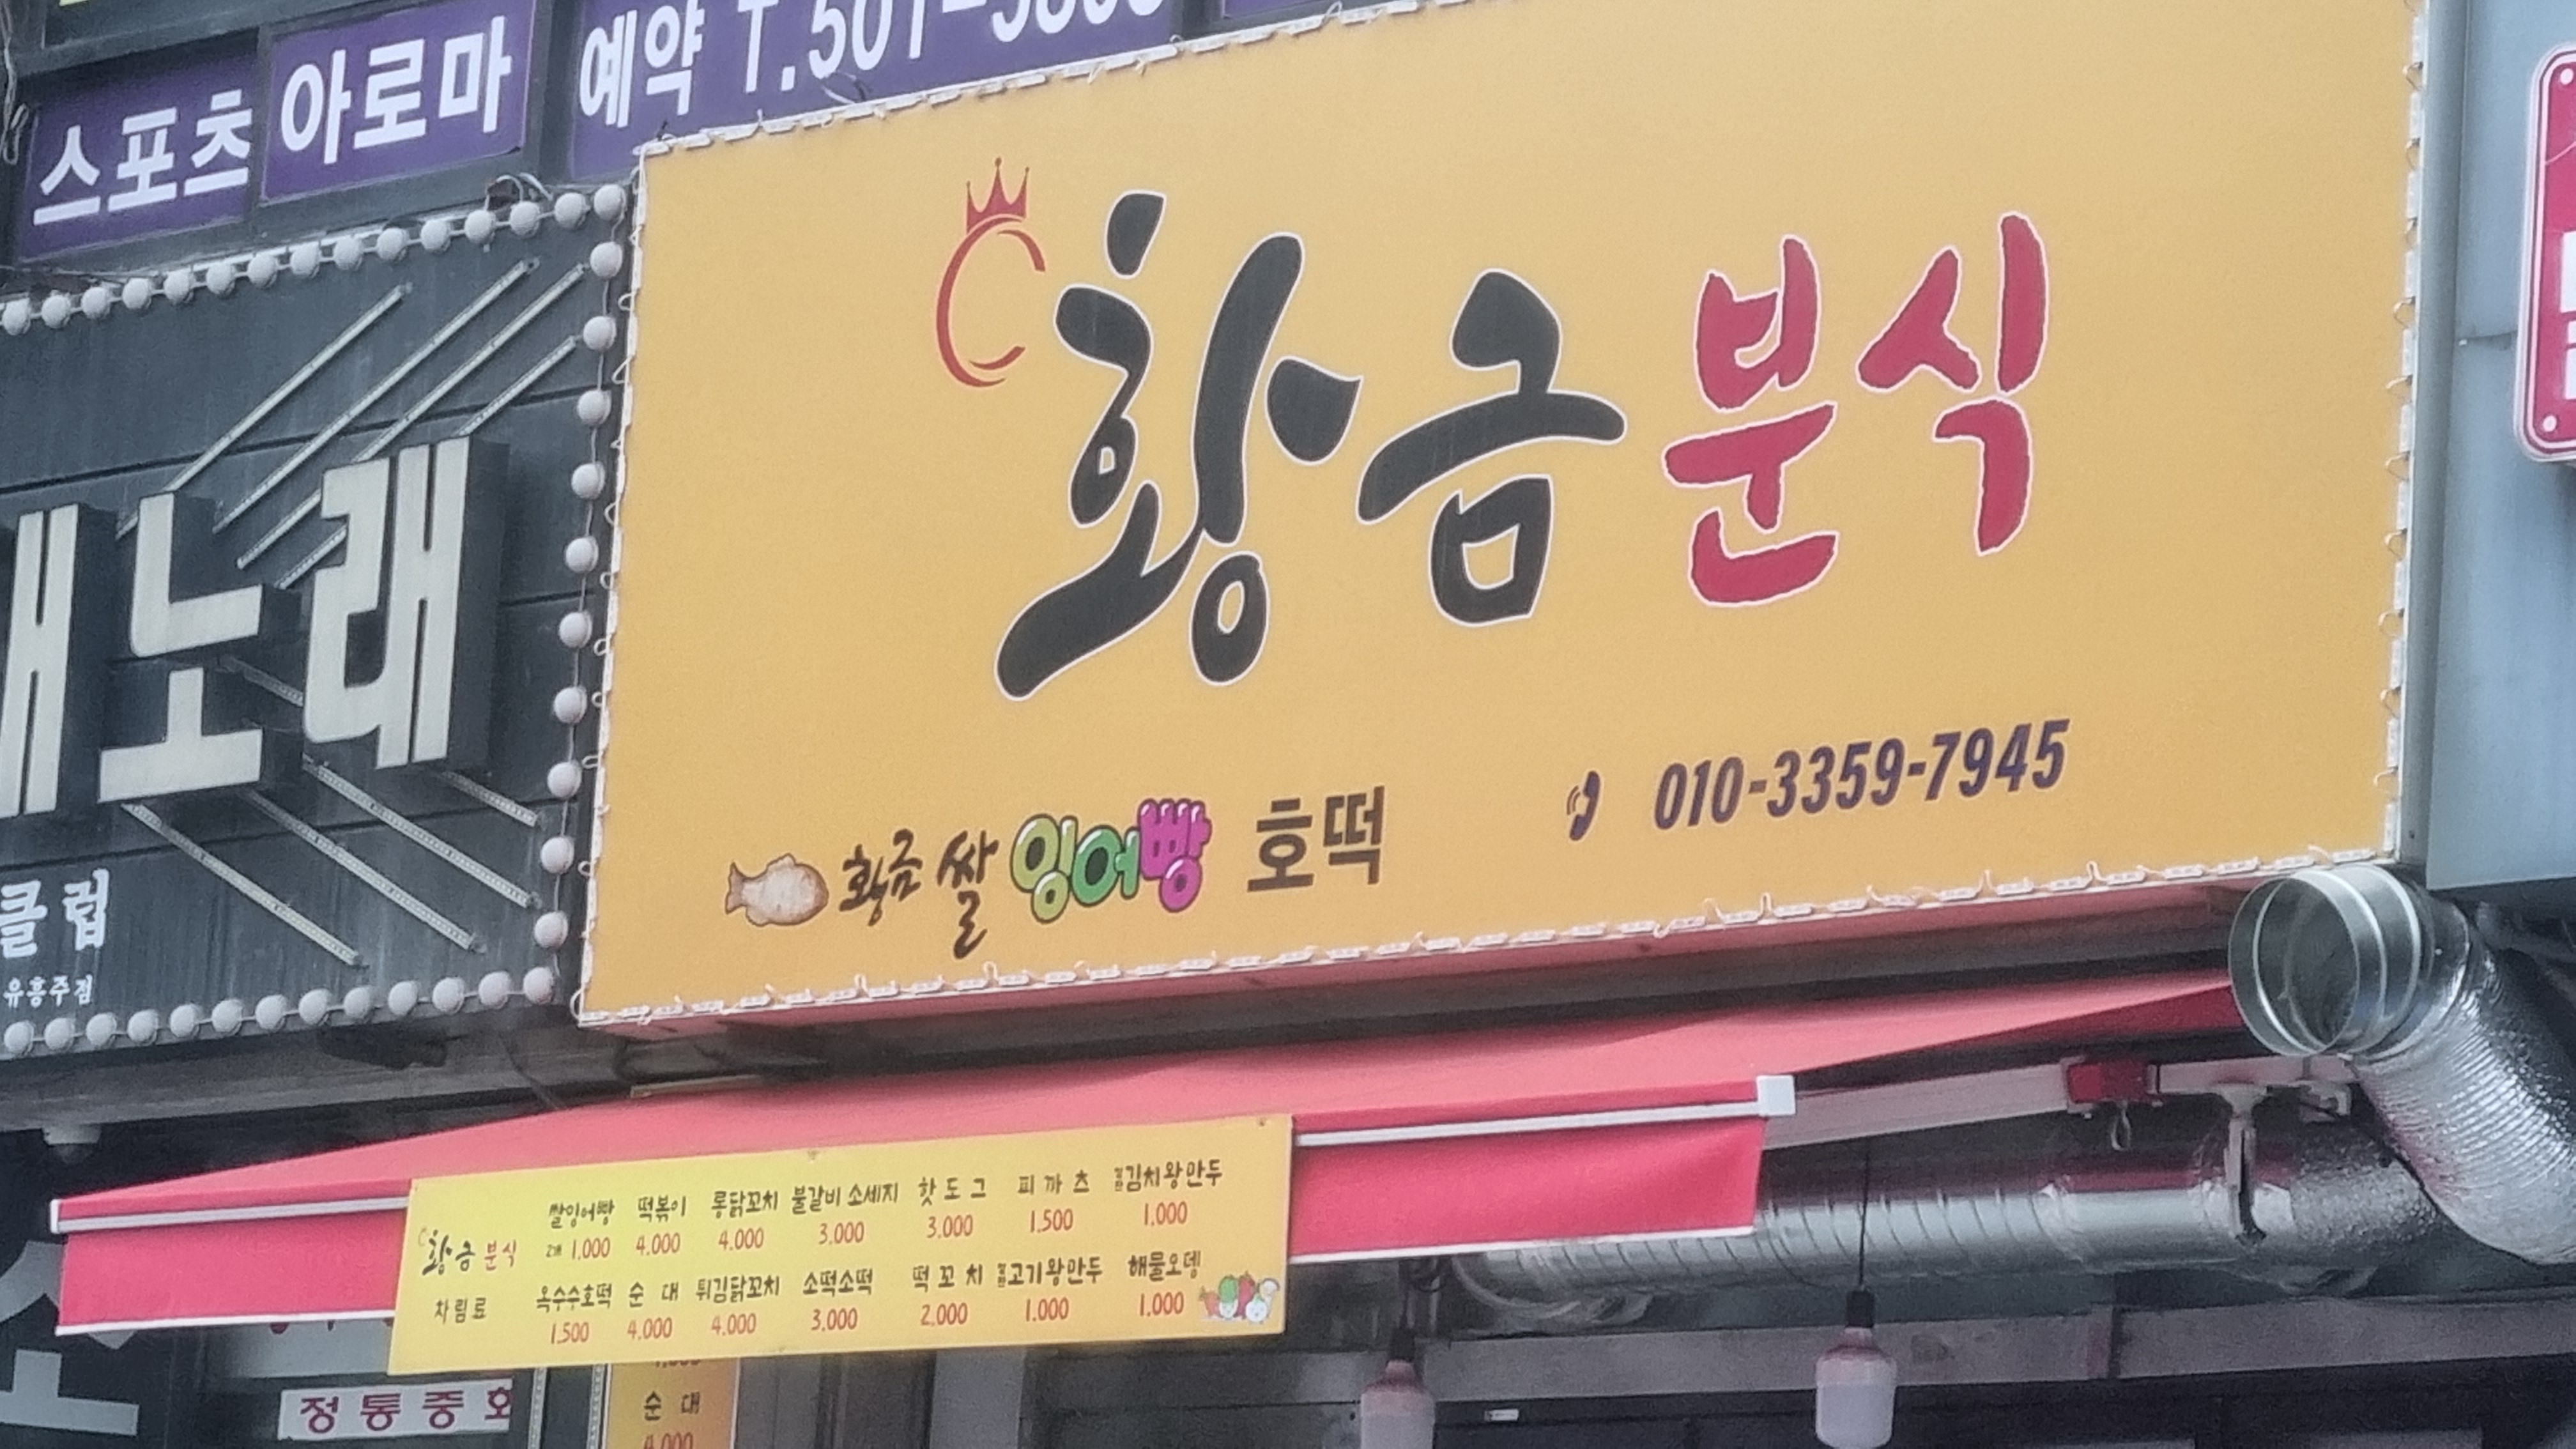 스포츠 아로마 예약 T.501-
황금분식
노래
클럽
유흥주점
황금 쌀 잉어빵 호떡 010-3359-7945
황금분식
차림표
쌀잉어빵 떡볶이 롱닭꼬치 불갈비 소세지 핫도그 피카츠 김치왕만두
2개 1,000 4,000 4,000 3,000 3,000 1,500 1,000
옥수수호떡 순대 튀김닭꼬치 소떡소떡 떡꼬치 고기왕만두 해물오뎅
1,500 4,000 4,000 3,000 2,000 1,000 1,000
정통중
순대
4,000